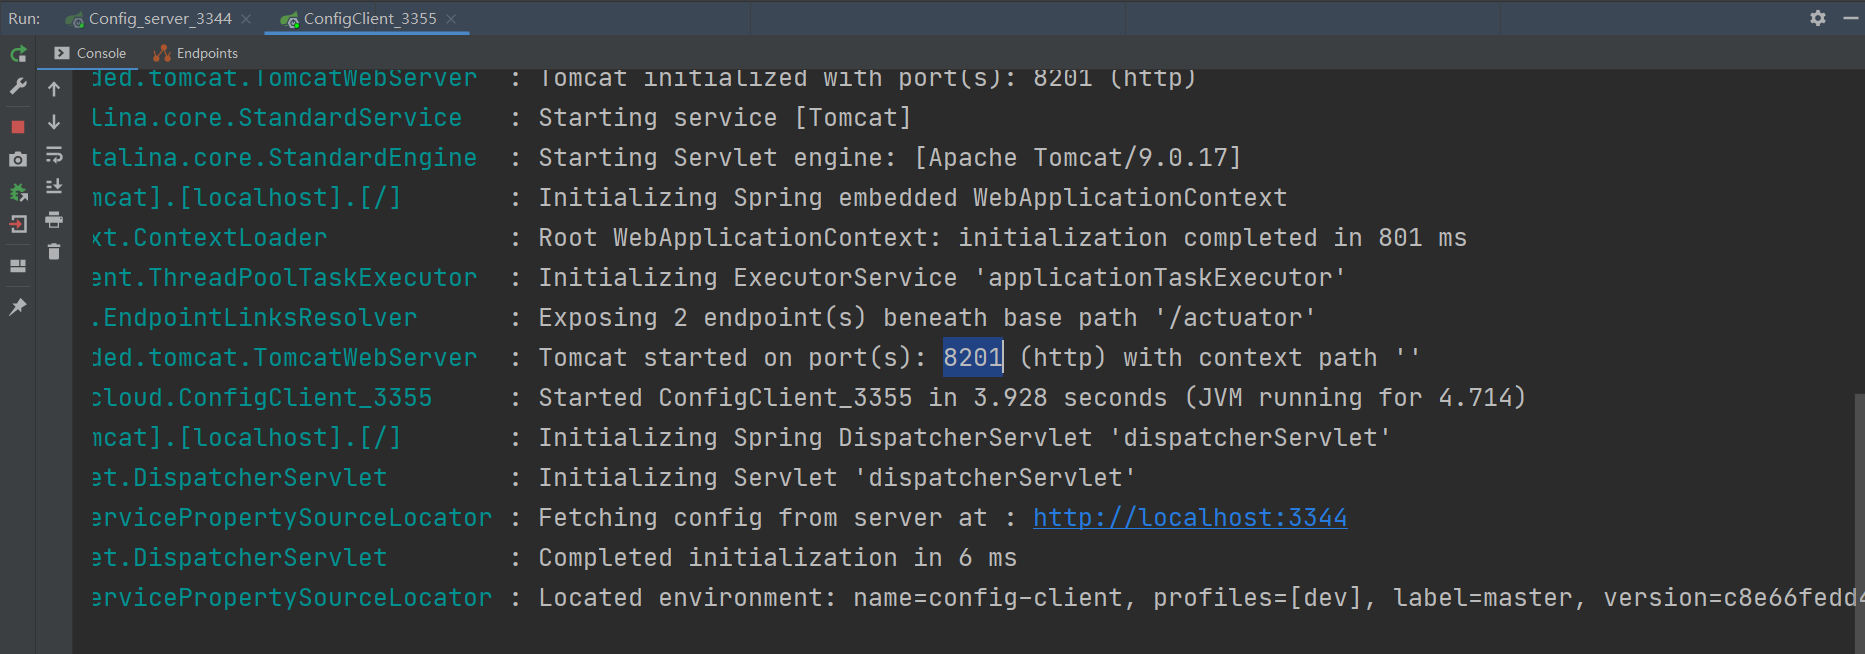 Run: Config_server_3344 ConfigClient_3355
Console Endpoints
ded.tomcat.TomcatWebServer : Tomcat initialized with port(s): 8201 (http)
lina.core.StandardService : Starting service [Tomcat]
talina.core.StandardEngine : Starting Servlet engine: [Apache Tomcat/9.0.17]
mcat].[localhost].[/] : Initializing Spring embedded WebApplicationContext
xt.ContextLoader : Root WebApplicationContext: initialization completed in 801 ms
ent.ThreadPoolTaskExecutor : Initializing ExecutorService 'applicationTaskExecutor'
.EndpointLinksResolver : Exposing 2 endpoint(s) beneath base path '/actuator'
ded.tomcat.TomcatWebServer : Tomcat started on port(s): 8201 (http) with context path ''
cloud.ConfigClient_3355 : Started ConfigClient_3355 in 3.928 seconds (JVM running for 4.714)
mcat].[localhost].[/] : Initializing Spring DispatcherServlet 'dispatcherServlet'
et.DispatcherServlet : Initializing Servlet 'dispatcherServlet'
ervicePropertySourceLocator : Fetching config from server at : http://localhost:3344
et.DispatcherServlet : Completed initialization in 6 ms
ervicePropertySourceLocator : Located environment: name=config-client, profiles=[dev], label=master, version=c8e66fedd4